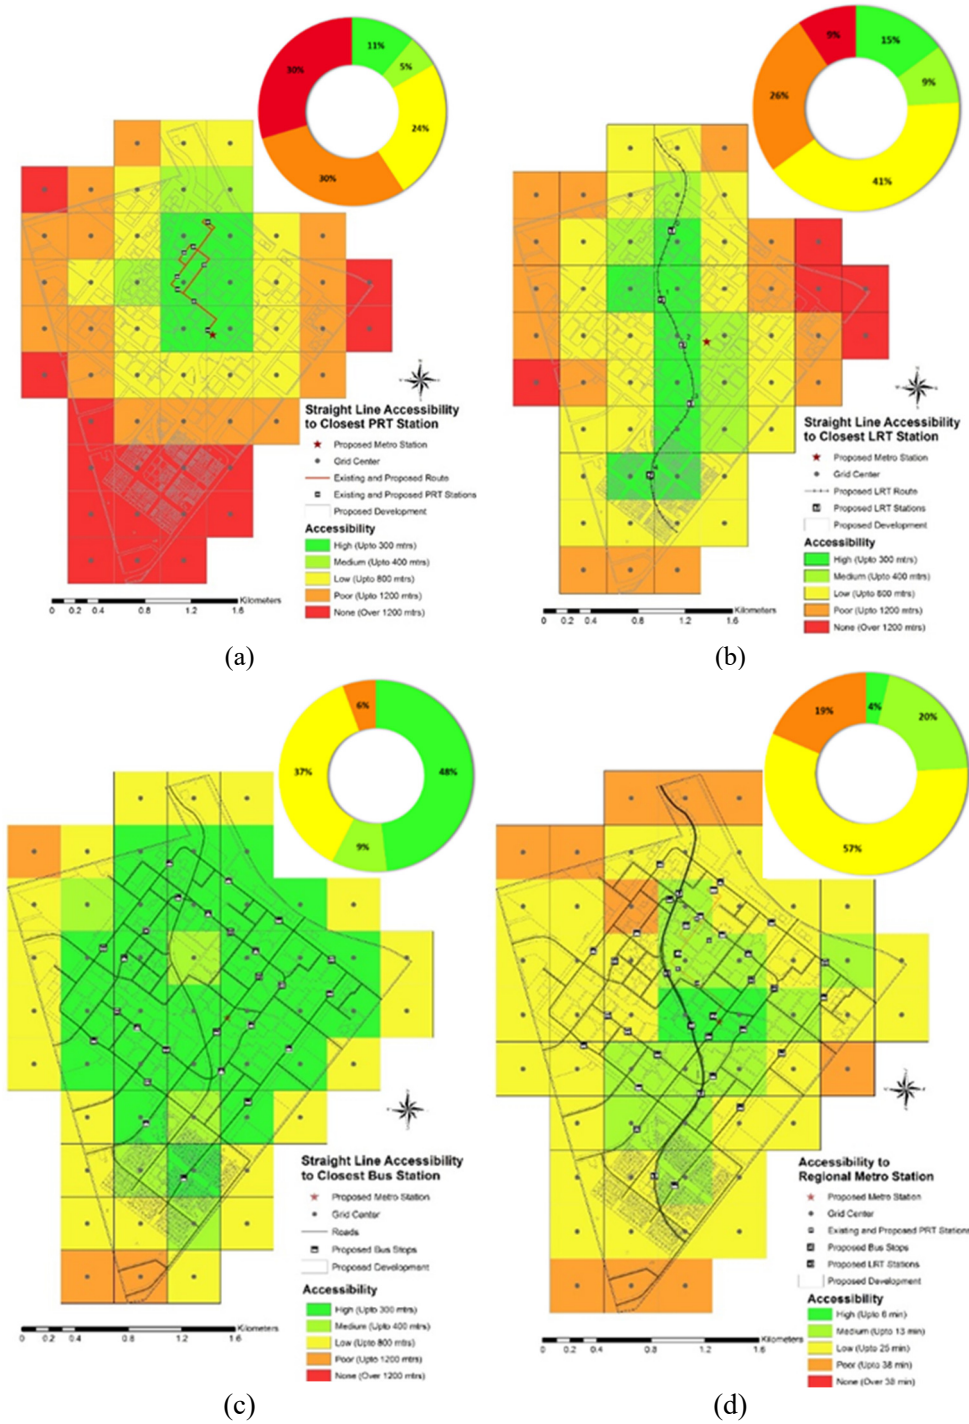 11%
5%
24%
30%
30%
Straight Line Accessibility
to Closest PRT Station
Proposed Metro Station
Grid Center
Existing and Proposed Route
Existing and Proposed PRT Stations
Proposed Development
Accessibility
High (Upto 300 mtrs)
Medium (Upto 400 mtrs)
Low (Upto 800 mtrs)
Poor (Upto 1200 mtrs)
None (Over 1200 mtrs)
0 0.2 0.4 0.8 1.2 1.6
Kilometers
(a)
9%
15%
9%
26%
41%
Straight Line Accessibility
to Closest LRT Station
Proposed Metro Station
Grid Center
Proposed LRT Route
Proposed LRT Stations
Proposed Development
Accessibility
High (Upto 300 mtrs)
Medium (Upto 400 mtrs)
Low (Upto 800 mtrs)
Poor (Upto 1200 mtrs)
None (Over 1200 mtrs)
0 0.2 0.4 0.8 1.2 1.6
Kilometers
(b)
6%
37%
48%
9%
Straight Line Accessibility
to Closest Bus Station
Proposed Metro Station
Grid Center
Roads
Proposed Bus Stops
Proposed Development
Accessibility
High (Upto 300 mtrs)
Medium (Upto 400 mtrs)
Low (Upto 800 mtrs)
Poor (Upto 1200 mtrs)
None (Over 1200 mtrs)
0 0.2 0.4 0.8 1.2 1.6
Kilometers
(c)
19%
4%
20%
57%
Accessibility to
Regional Metro Station
Proposed Metro Station
Grid Center
Existing and Proposed PRT Stations
Proposed Bus Stops
Proposed LRT Stations
Proposed Development
Accessibility
High (Upto 6 min)
Medium (Upto 13 min)
Low (Upto 25 min)
Poor (Upto 38 min)
None (Over 38 min)
0 0.2 0.4 0.8 1.2 1.6
Kilometers
(d)